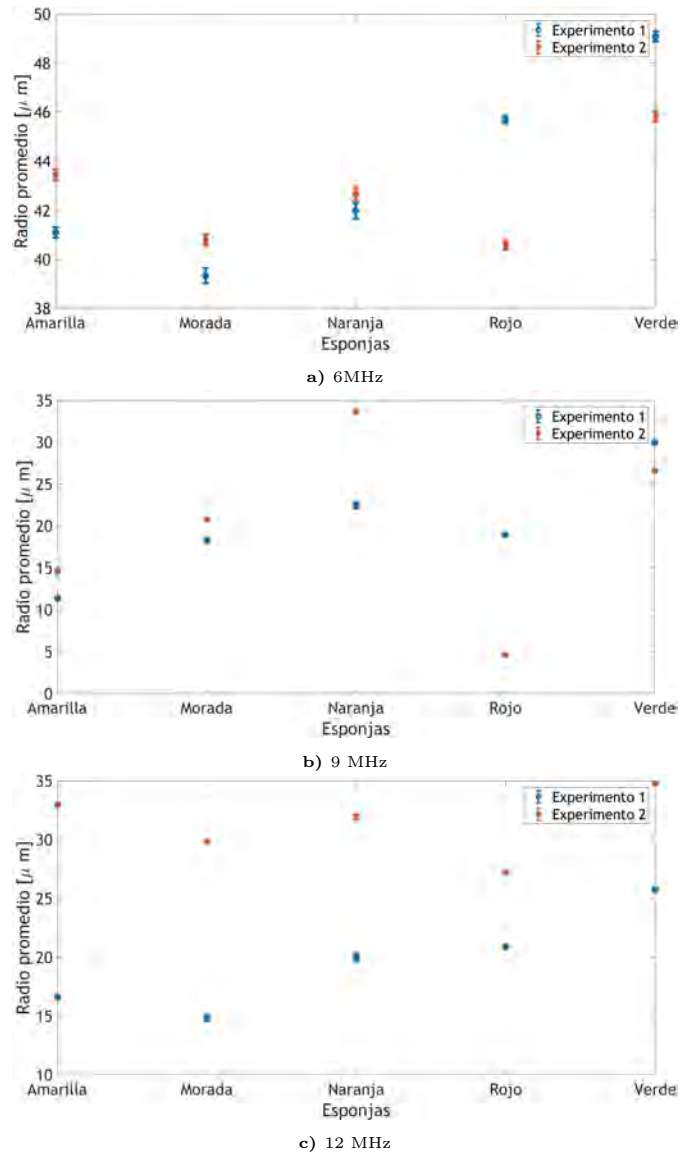 50
48
46
44
42
40
38
Radio promedio [μ m]
Experimento 1
Experimento 2
Amarilla Morada Naranja Rojo Verde
Esponjas
a) 6MHz
35
30
25
20
15
10
5
0
Radio promedio [μ m]
Experimento 1
Experimento 2
Amarilla Morada Naranja Rojo Verde
Esponjas
b) 9 MHz
35
30
25
20
15
10
Radio promedio [μ m]
Experimento 1
Experimento 2
Amarilla Morada Naranja Rojo Verde
Esponjas
c) 12 MHz